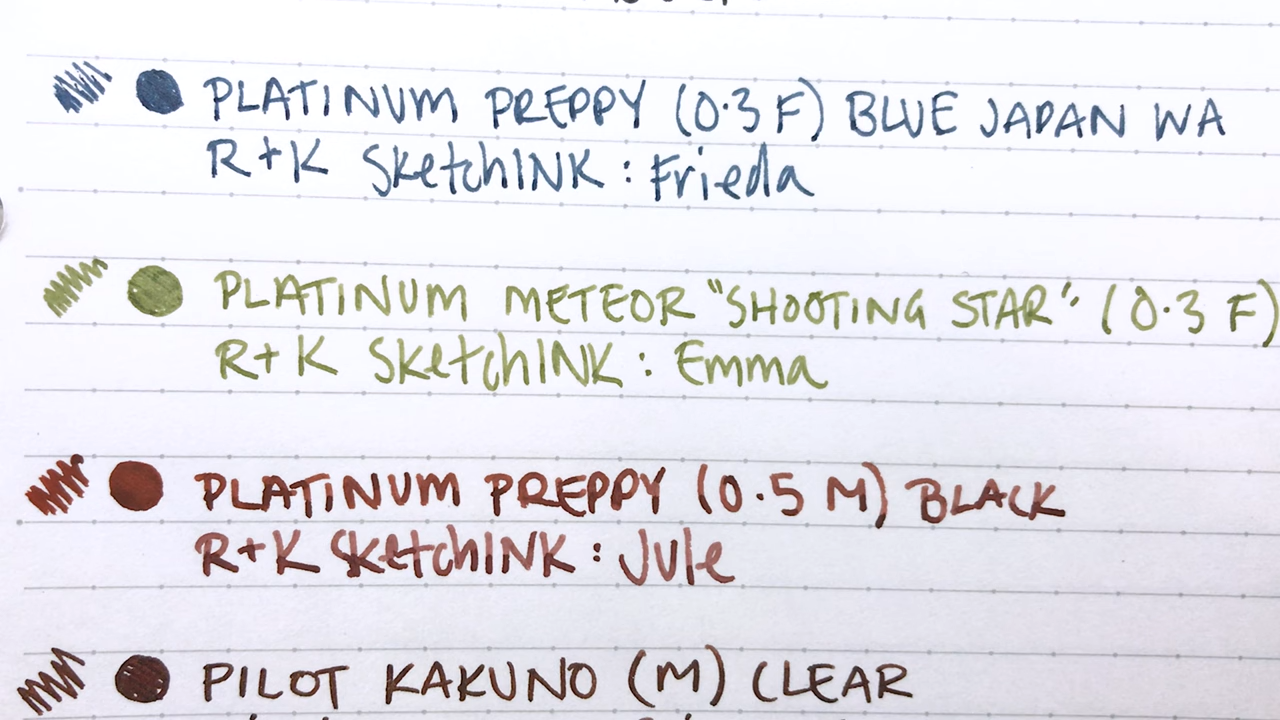 PLATINUM PREPPY (0.3 F) BLUE JAPAN WA
R+K SketchINK : Frieda
PLATINUM METEOR "SHOOTING STAR" (0.3 F)
R+K SketchINK : Emma
PLATINUM PREPPY (0.5 M) BLACK
R+K SketchINK : Jule
PILOT KAKUNO (M) CLEAR